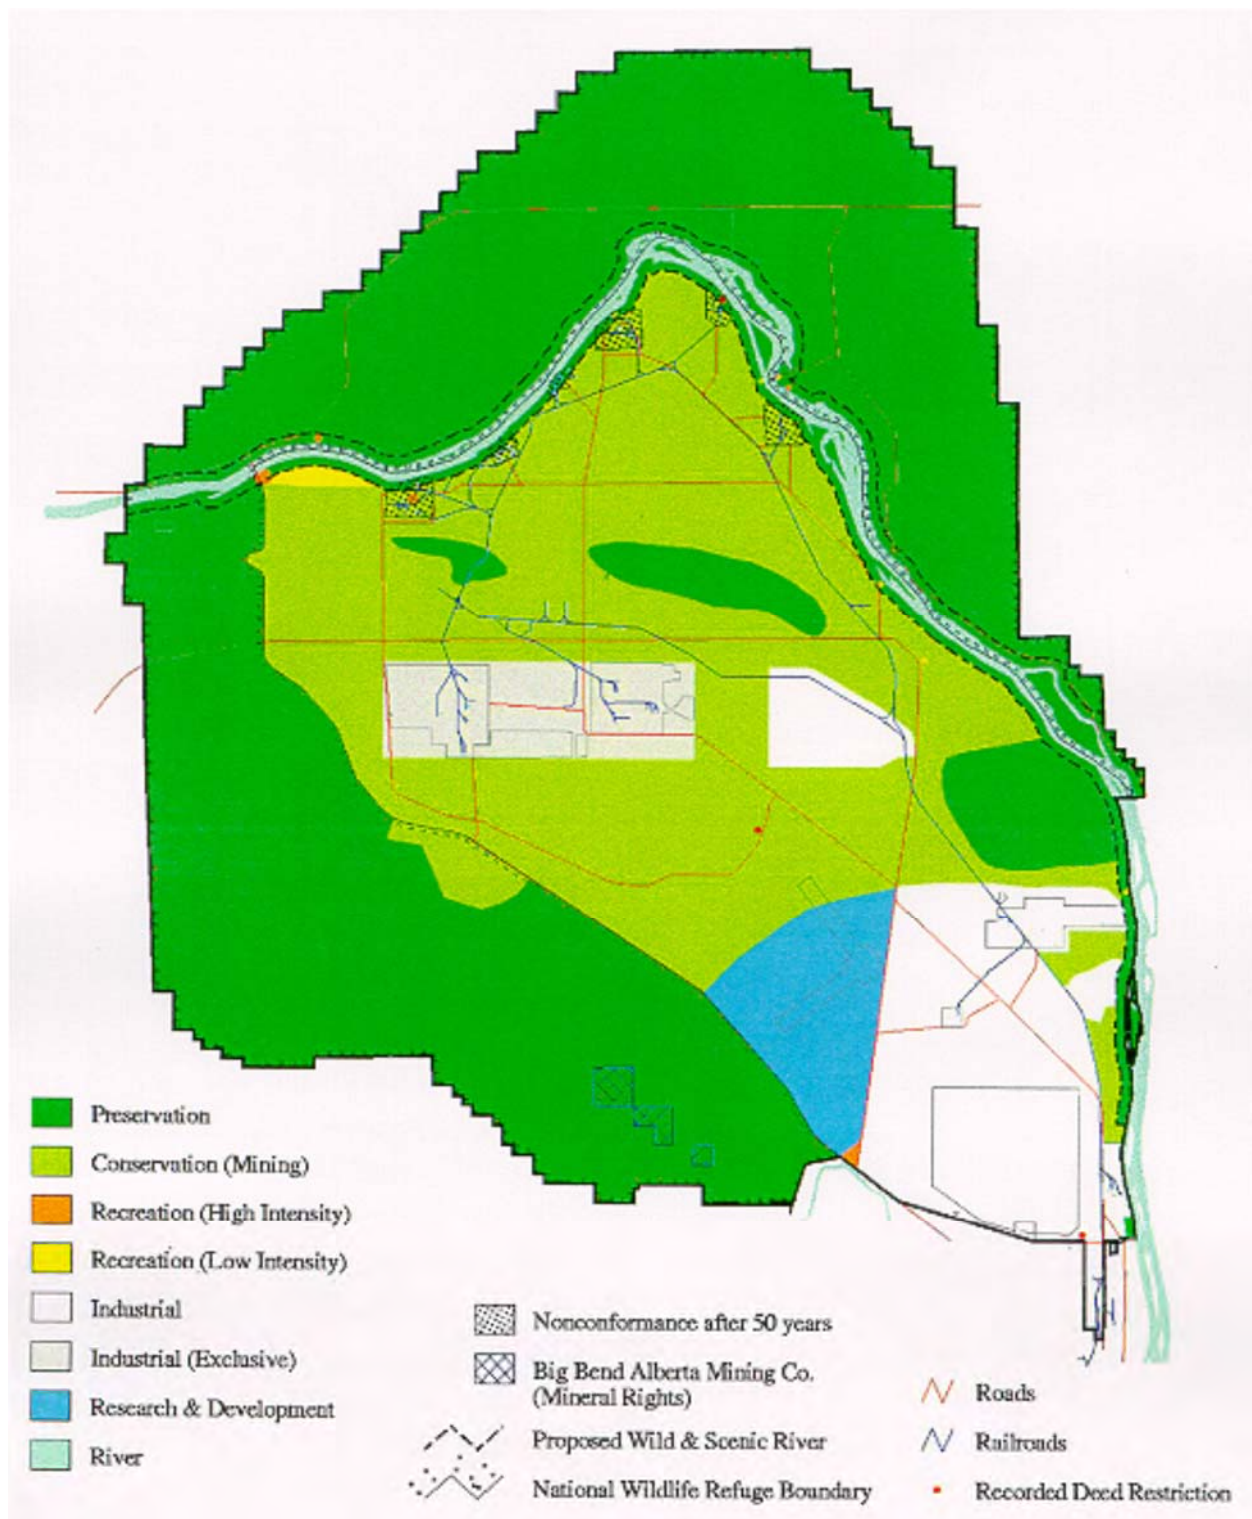 Preservation
Conservation (Mining)
Recreation (High Intensity)
Recreation (Low Intensity)
Industrial
Industrial (Exclusive)
Research & Development
River
Nonconformance after 50 years
Big Bend Alberta Mining Co.
(Mineral Rights)
Proposed Wild & Scenic River
National Wildlife Refuge Boundary
Roads
Railroads
Recorded Deed Restriction